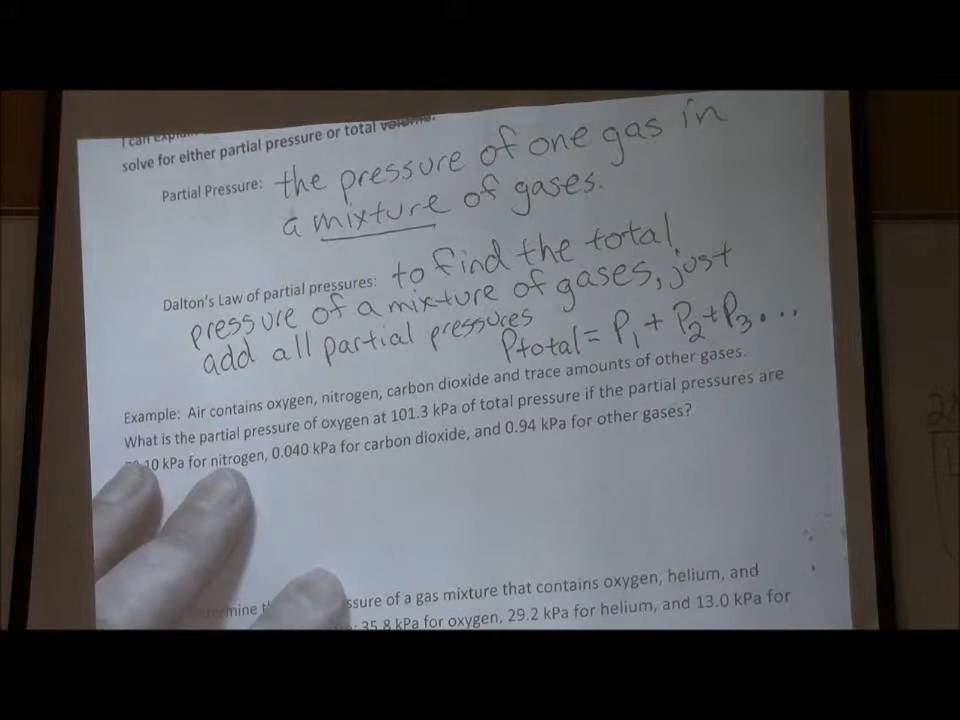 I can
solve for either partial pressure or total volume.
Partial Pressure: the pressure of one gas in
a mixture of gases.
Dalton's Law of partial pressures: to find the total
pressure of a mixture of gases, just
add all partial pressures
Ptotal = P1 + P2 + P3 ...
Example: Air contains oxygen, nitrogen, carbon dioxide and trace amounts of other gases.
What is the partial pressure of oxygen at 101.3 kPa of total pressure if the partial pressures are
10 kPa for nitrogen, 0.040 kPa for carbon dioxide, and 0.94 kPa for other gases?
ssure of a gas mixture that contains oxygen, helium, and
35.8 kPa for oxygen, 29.2 kPa for helium, and 13.0 kPa for